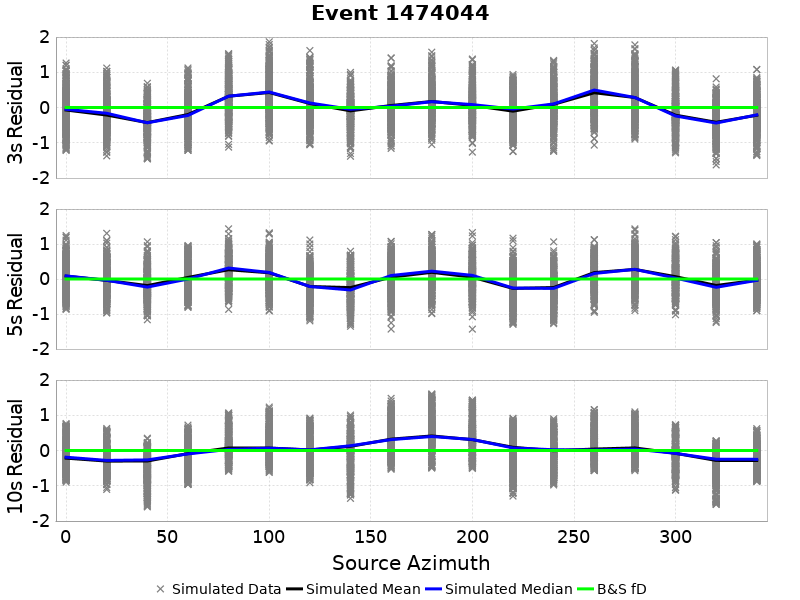 Event 1474044
3s Residual
2
1
0
-1
-2
5s Residual
2
1
0
-1
-2
10s Residual
2
1
0
-1
-2
0 50 100 150 200 250 300
Source Azimuth
Simulated Data Simulated Mean Simulated Median B&S fD